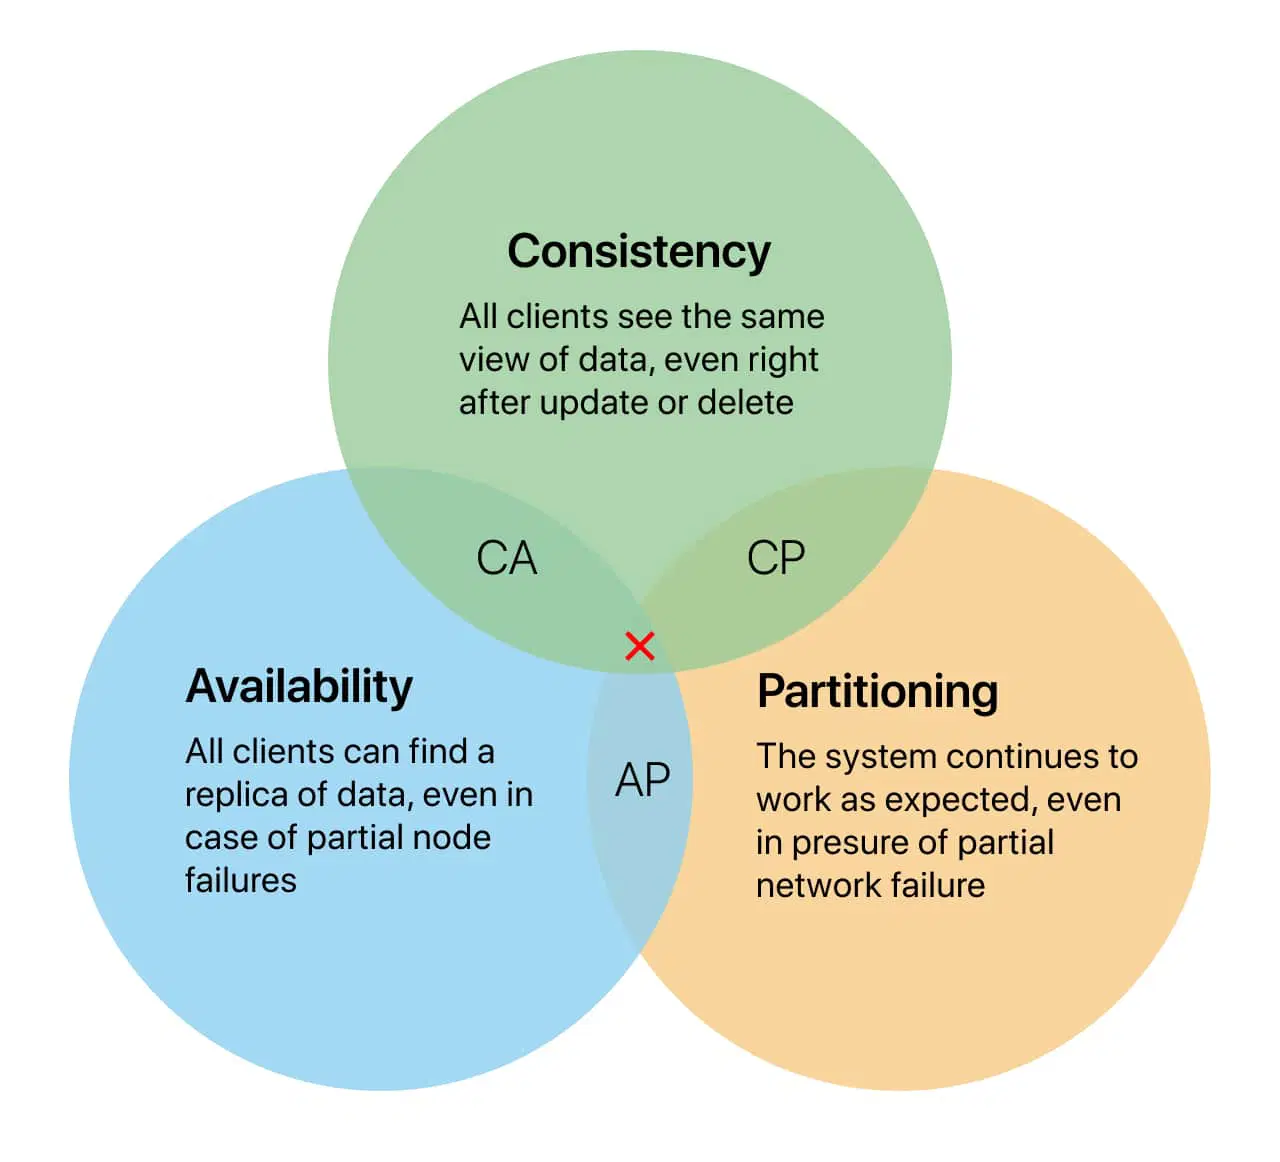 Consistency
All clients see the same
view of data, even right
after update or delete
CA
CP
Availability
All clients can find a
replica of data, even in
case of partial node
failures
AP
Partitioning
The system continues to
work as expected, even
in presure of partial
network failure